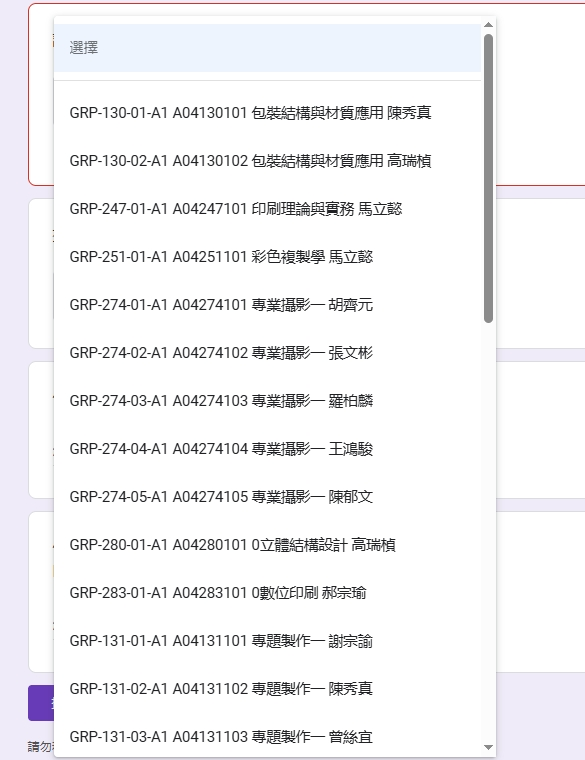 選擇
GRP-130-01-A1 A04130101 包裝結構與材質應用 陳秀真
GRP-130-02-A1 A04130102 包裝結構與材質應用 高瑞楨
GRP-247-01-A1 A04247101 印刷理論與實務 馬立懿
GRP-251-01-A1 A04251101 彩色複製學 馬立懿
GRP-274-01-A1 A04274101 專業攝影一 胡齊元
GRP-274-02-A1 A04274102 專業攝影一 張文彬
GRP-274-03-A1 A04274103 專業攝影一 羅柏麟
GRP-274-04-A1 A04274104 專業攝影一 王鴻駿
GRP-274-05-A1 A04274105 專業攝影一 陳郁文
GRP-280-01-A1 A04280101 0立體結構設計 高瑞楨
GRP-283-01-A1 A04283101 0數位印刷 郝宗瑜
GRP-131-01-A1 A04131101 專題製作一 謝宗諭
GRP-131-02-A1 A04131102 專題製作一 陳秀真
GRP-131-03-A1 A04131103 專題製作一 曾絲宜
請勿